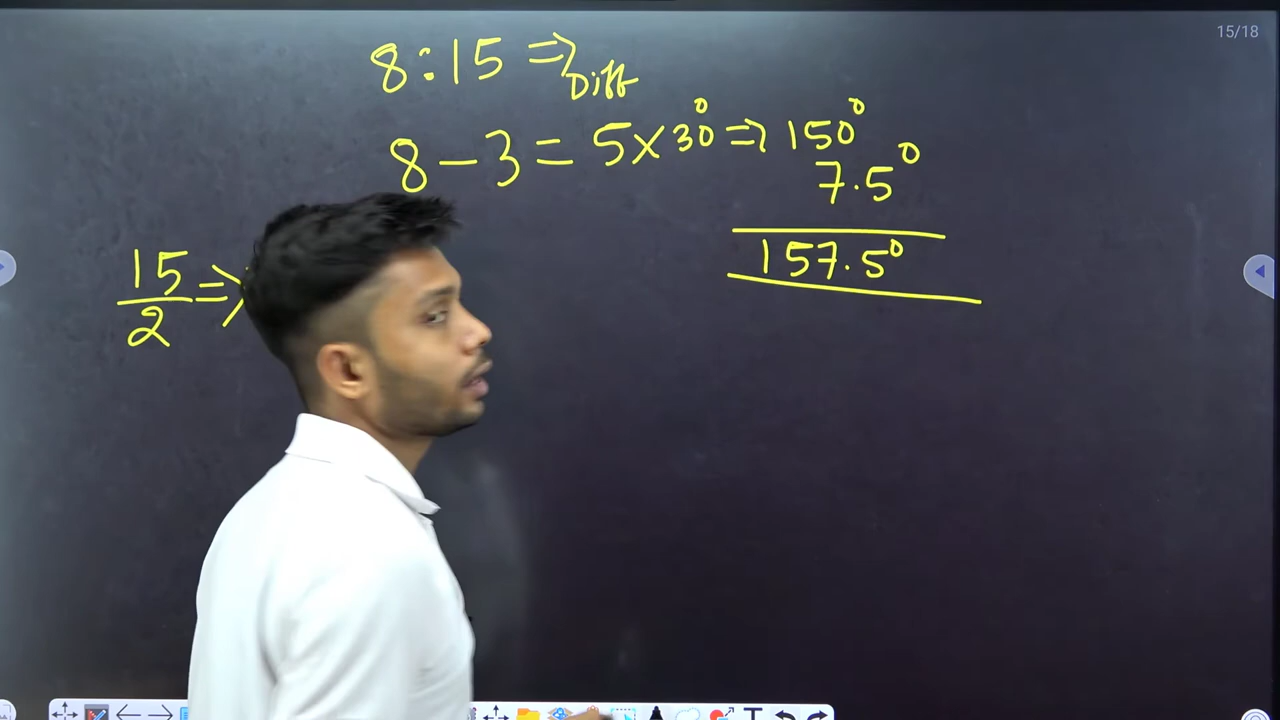 15/18
8:15 ⇒ Diff
8 - 3 = 5 × 30° ⇒ 150°
7.5°
157.5°
15/2 ⇒
T